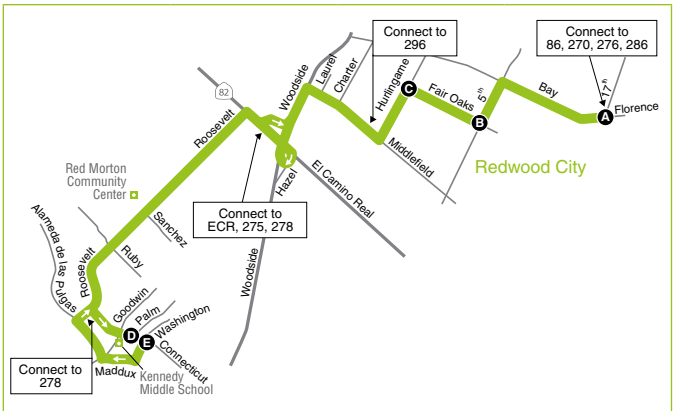 Connect to
296
Connect to
86, 270, 276, 286
82
Woodside
Laurel
Charter
Hurlingame
C
Fair Oaks
5th
B
Bay
17th
A
Florence
Roosevelt
Middlefield
Redwood City
Hazel
El Camino Real
Red Morton
Community
Center
Connect to
ECR, 275, 278
Sanchez
Ruby
Alameda de las
Pulgas
Roosevelt
Woodside
Goodwin
Palm
D
E
Washington
Connecticut
Connect to
278
Maddux
Kennedy
Middle School